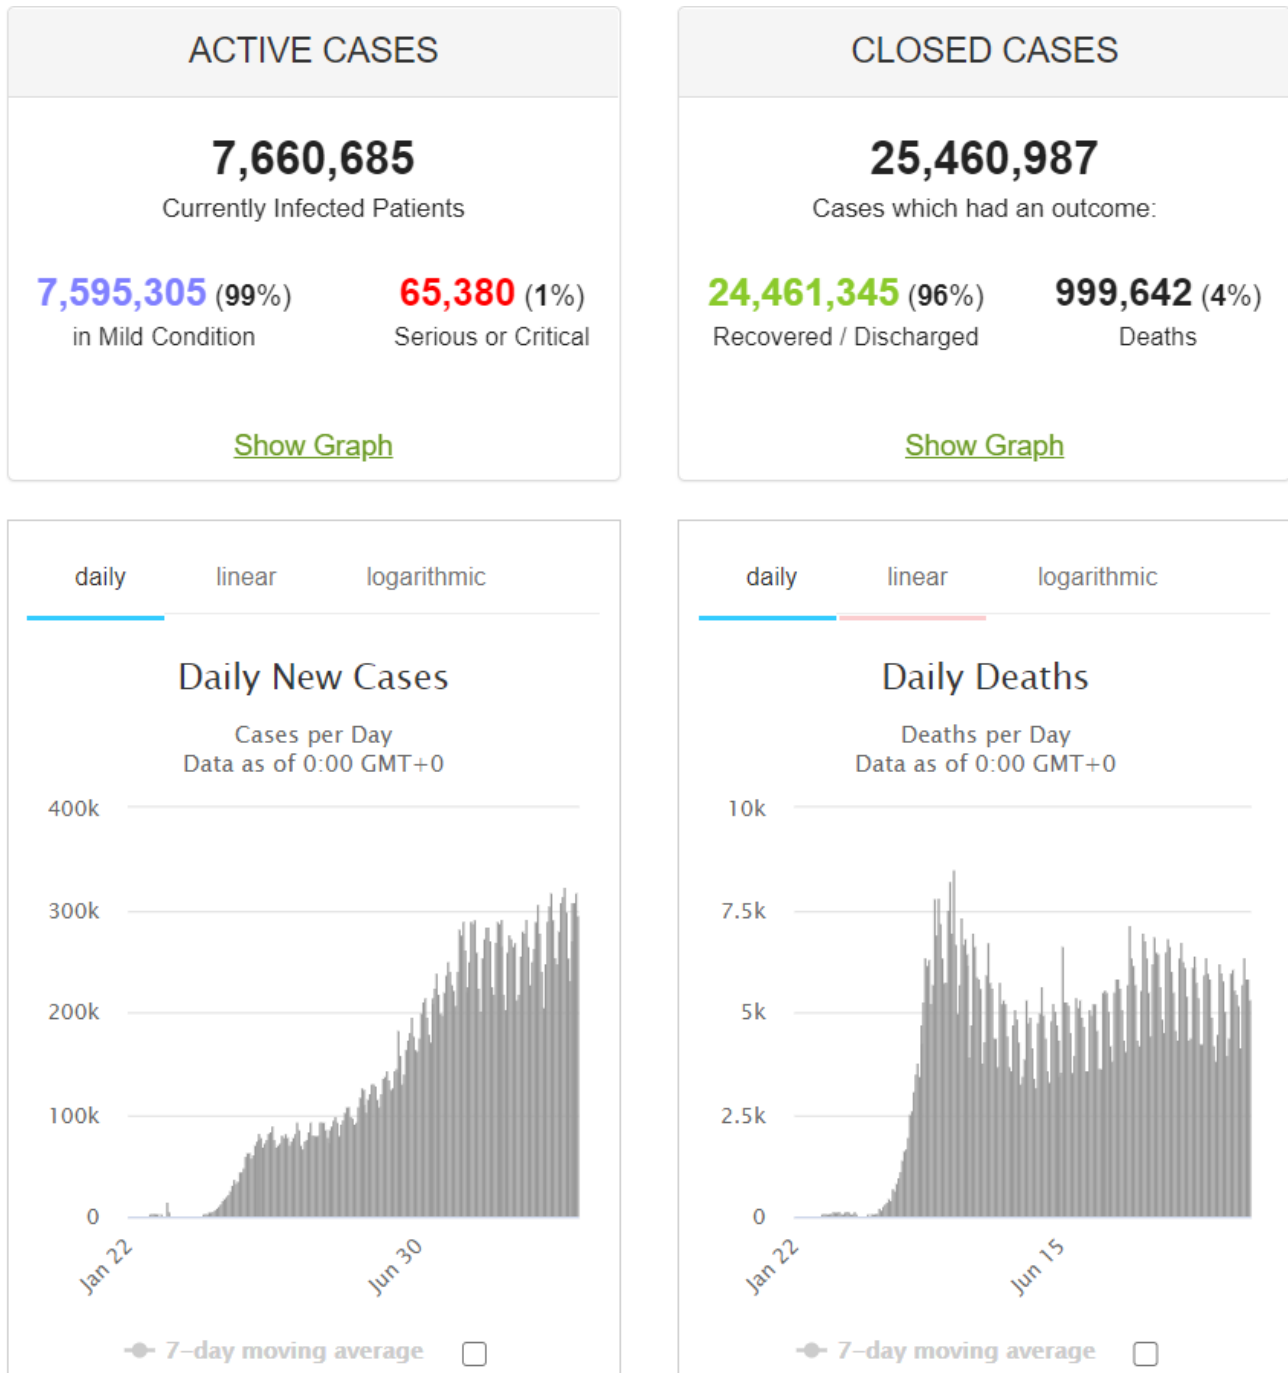 ACTIVE CASES
7,660,685
Currently Infected Patients
7,595,305 (99%)
in Mild Condition
65,380 (1%)
Serious or Critical
Show Graph
CLOSED CASES
25,460,987
Cases which had an outcome:
24,461,345 (96%)
Recovered / Discharged
999,642 (4%)
Deaths
Show Graph
daily linear logarithmic
Daily New Cases
Cases per Day
Data as of 0:00 GMT+0
400k
300k
200k
100k
0
Jan 22
Jun 30
7-day moving average
daily linear logarithmic
Daily Deaths
Deaths per Day
Data as of 0:00 GMT+0
10k
7.5k
5k
2.5k
0
Jan 22
Jun 15
7-day moving average